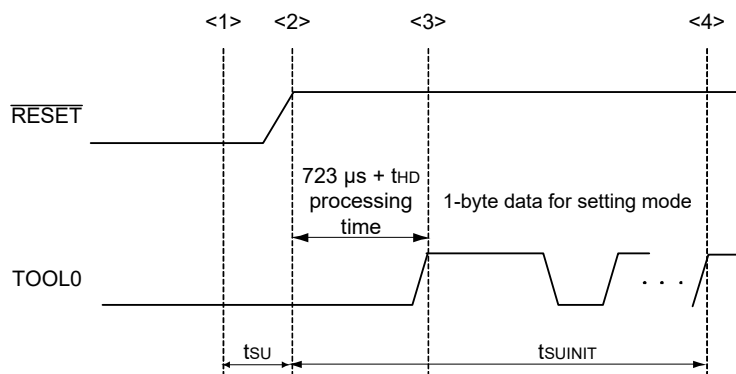 <1> <2> <3> <4>
RESET
723 µs + tHD
processing
time
1-byte data for setting mode
TOOL0
. . .
tSU
tSUINIT